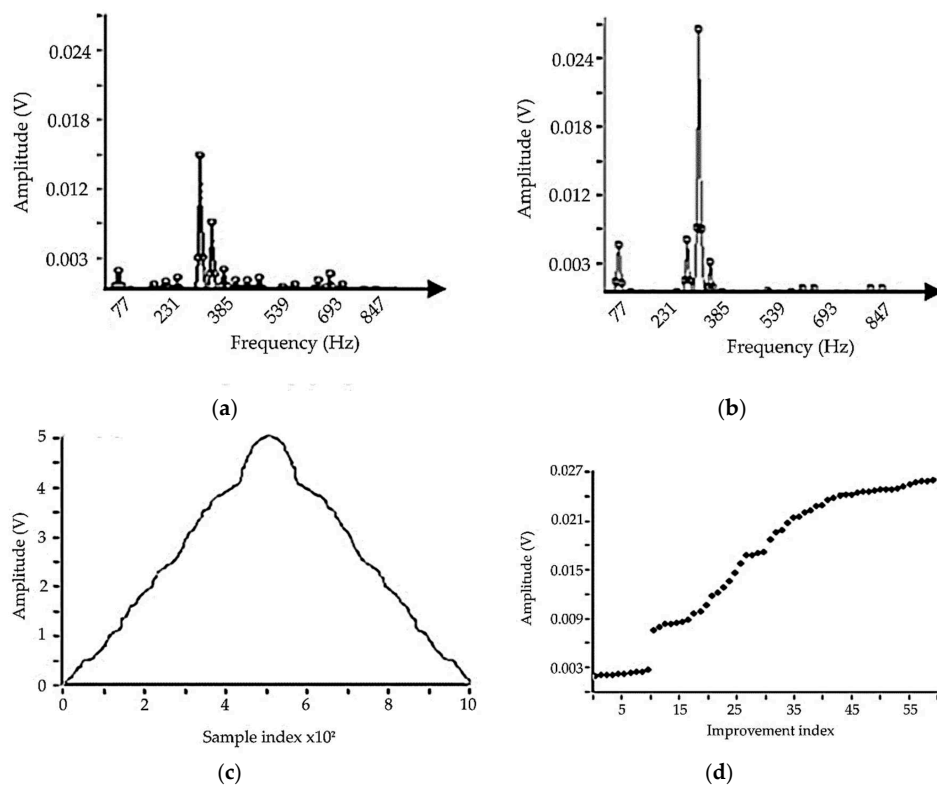 Amplitude (V)
0.024
0.018
0.012
0.003
77 231 385 539 693 847
Frequency (Hz)
(a)
Amplitude (V)
0.024
0.018
0.012
0.003
77 231 385 539 693 847
Frequency (Hz)
(b)
Amplitude (V)
5
4
3
2
1
0
0 2 4 6 8 10
Sample index x10²
(c)
Amplitude (V)
0.027
0.021
0.015
0.009
0.003
5 15 25 35 45 55
Improvement index
(d)